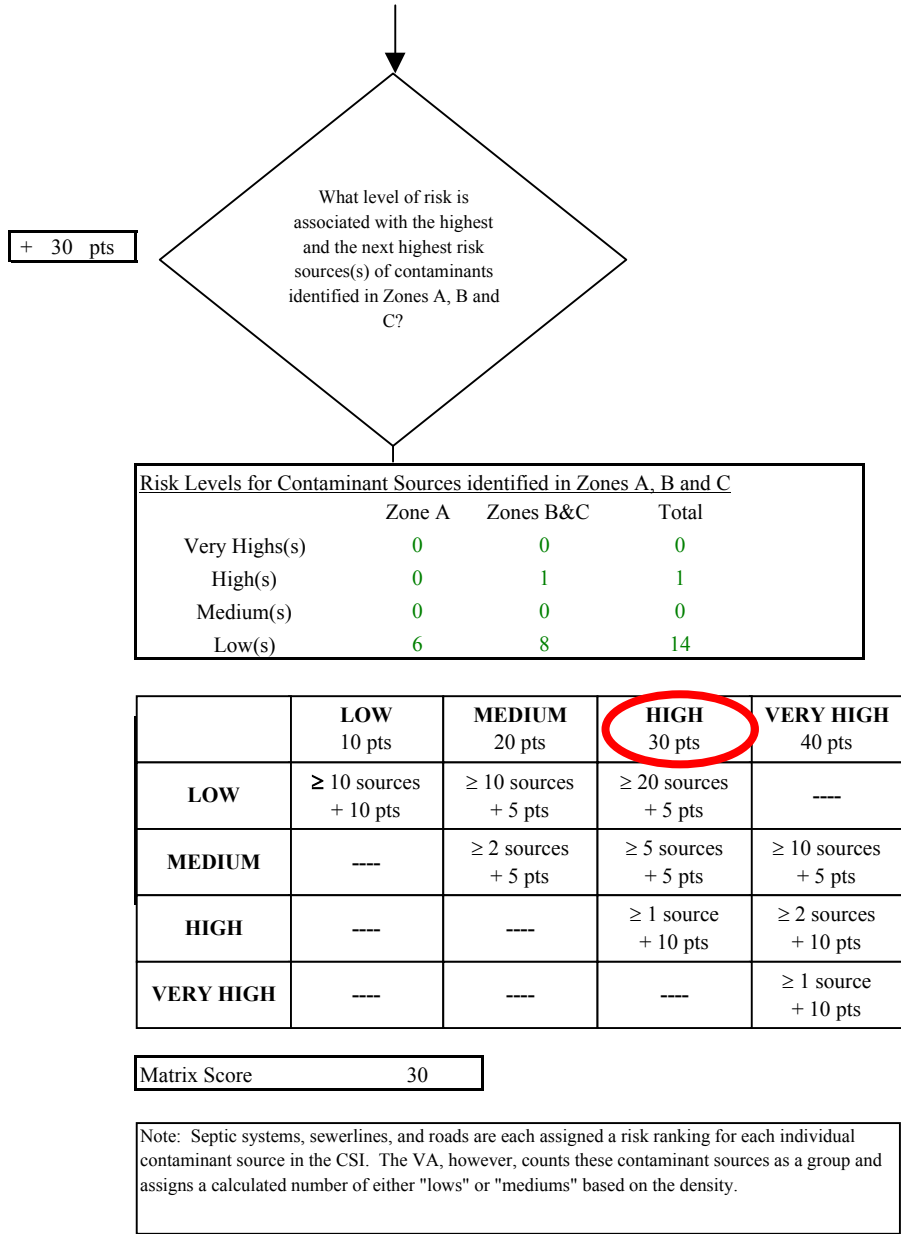 What level of risk is
associated with the highest
and the next highest risk
sources(s) of contaminants
identified in Zones A, B and
C?
+ 30 pts
Risk Levels for Contaminant Sources identified in Zones A, B and C
Zone A Zones B&C Total
Very Highs(s) 0 0 0
High(s) 0 1 1
Medium(s) 0 0 0
Low(s) 6 8 14
LOW MEDIUM HIGH VERY HIGH
10 pts 20 pts 30 pts 40 pts
LOW ≥ 10 sources ≥ 10 sources ≥ 20 sources ----
+ 10 pts + 5 pts + 5 pts
MEDIUM ---- ≥ 2 sources ≥ 5 sources ≥ 10 sources
+ 5 pts + 5 pts + 5 pts
HIGH ---- ---- ≥ 1 source ≥ 2 sources
+ 10 pts + 10 pts
VERY HIGH ---- ---- ---- ≥ 1 source
+ 10 pts
Matrix Score 30
Note: Septic systems, sewerlines, and roads are each assigned a risk ranking for each individual
contaminant source in the CSI. The VA, however, counts these contaminant sources as a group and
assigns a calculated number of either "lows" or "mediums" based on the density.